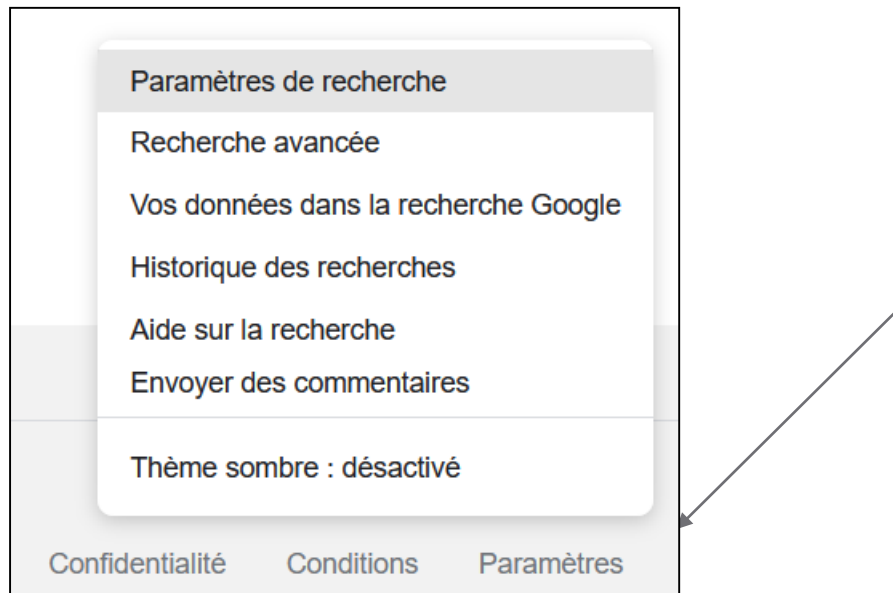 Paramètres de recherche
Recherche avancée
Vos données dans la recherche Google
Historique des recherches
Aide sur la recherche
Envoyer des commentaires
Thème sombre : désactivé
Confidentialité Conditions Paramètres